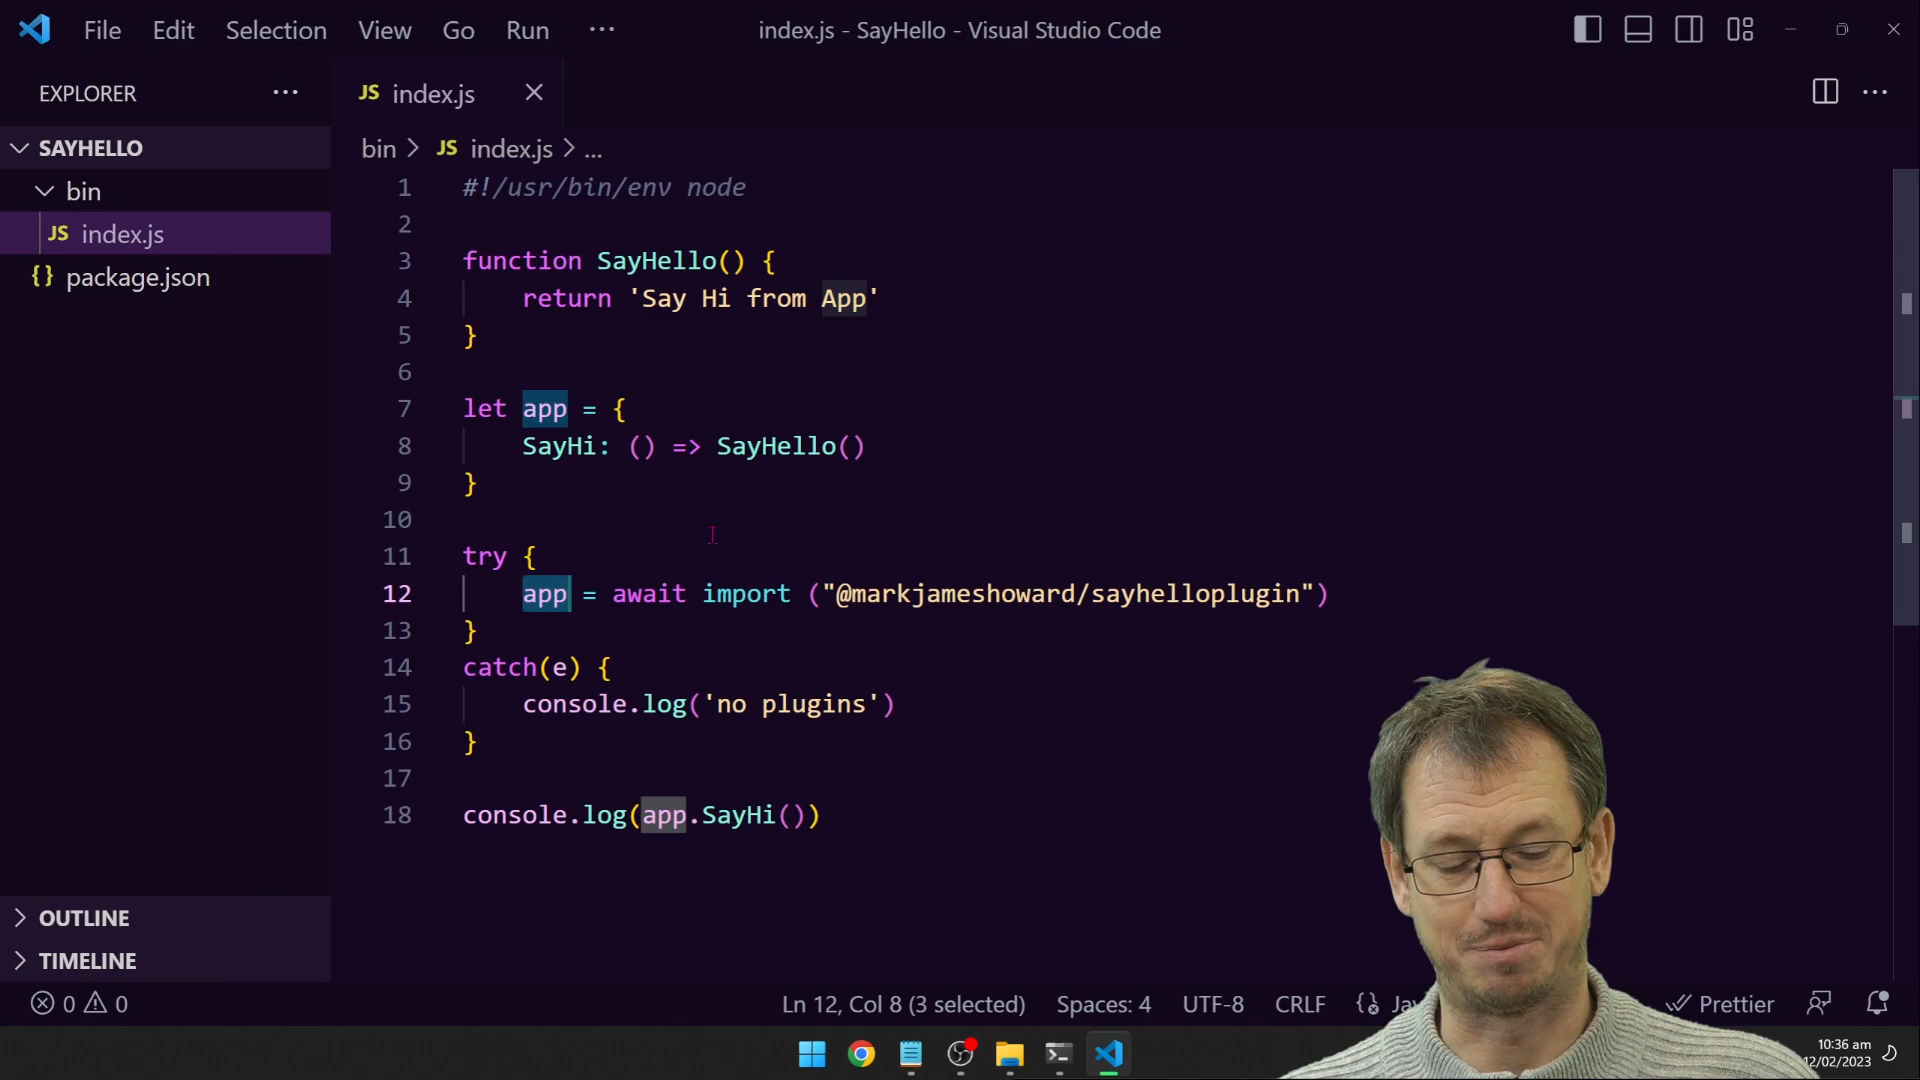 File Edit Selection View Go Run ··· index.js - SayHello - Visual Studio Code
EXPLORER ···
JS index.js
SAYHELLO
bin > JS index.js > ...
bin
JS index.js
{} package.json
1 #!/usr/bin/env node
2
3 function SayHello() {
4 return 'Say Hi from App'
5 }
6
7 let app = {
8 SayHi: () => SayHello()
9 }
10
11 try {
12 app = await import ("@markjameshoward/sayhelloplugin")
13 }
14 catch(e) {
15 console.log('no plugins')
16 }
17
18 console.log(app.SayHi())
OUTLINE
TIMELINE
0 0 Ln 12, Col 8 (3 selected) Spaces: 4 UTF-8 CRLF {} Prettier
10:36 am
12/02/2023